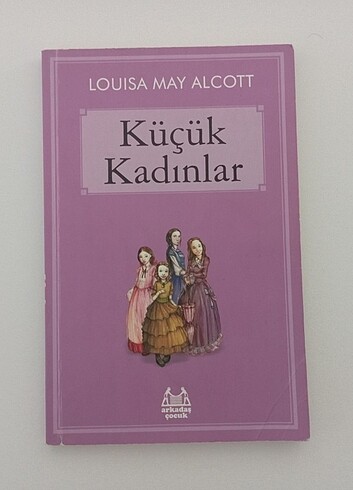 LOUISA MAY ALCOTT
Küçük
Kadınlar
arkadaş
çocuk